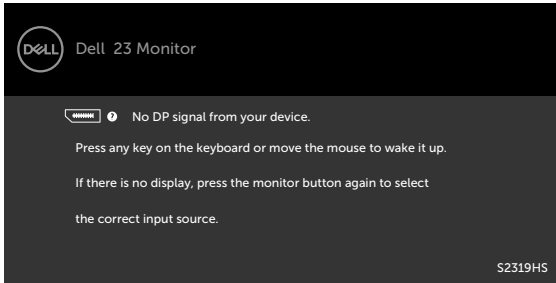 DELL
Dell 23 Monitor
? No DP signal from your device.
Press any key on the keyboard or move the mouse to wake it up.
If there is no display, press the monitor button again to select
the correct input source.
S2319HS